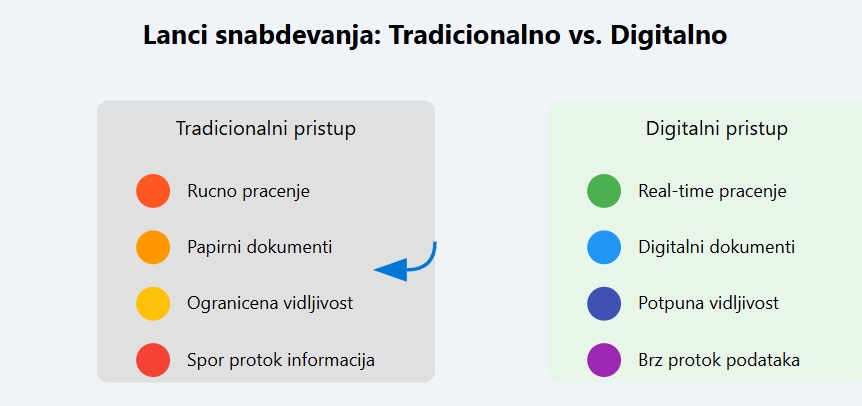 Lanci snabdevanja: Tradicionalno vs. Digitalno
Tradicionalni pristup
Rucno pracenje
Papirni dokumenti
Ogranicena vidljivost
Spor protok informacija
Digitalni pristup
Real-time pracenje
Digitalni dokumenti
Potpuna vidljivost
Brz protok podataka